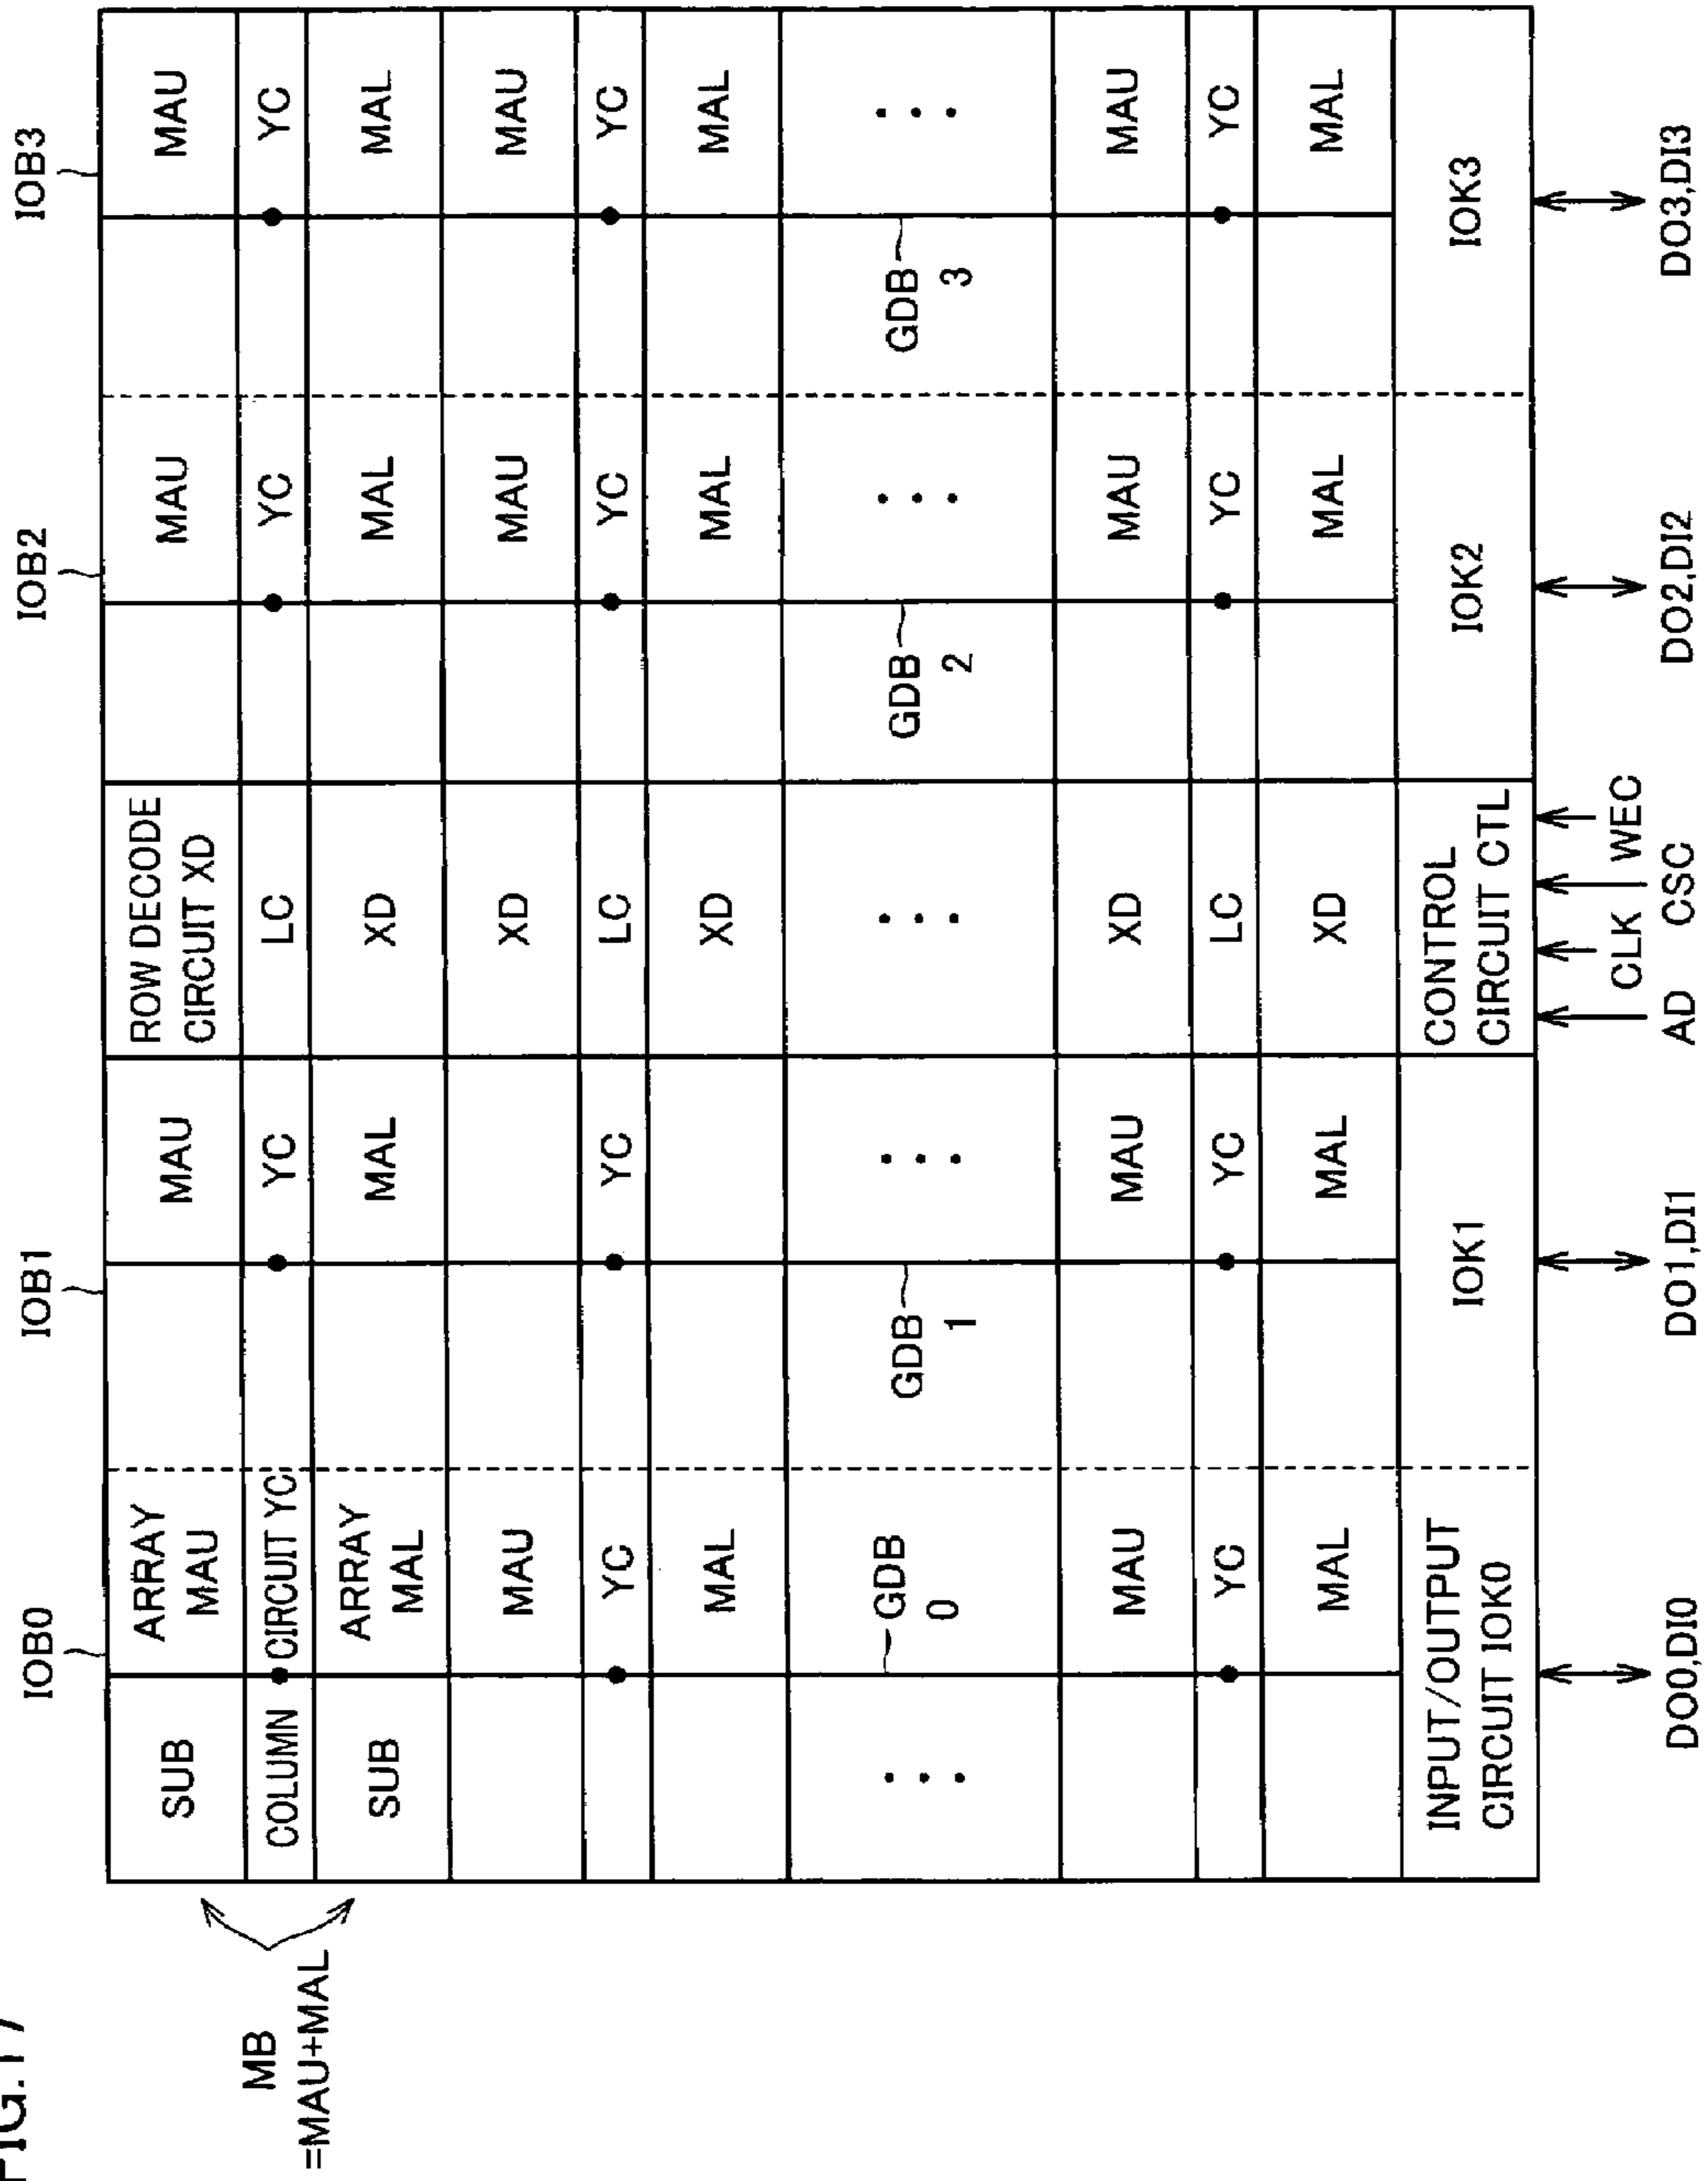 FIG.17
IOB0 IOB1 IOB2 IOB3
SUB ARRAY MAU MAU ROW DECODE CIRCUIT XD MAU MAU
MB
=MAU+MAL
COLUMN CIRCUIT YC YC LC YC YC
SUB ARRAY MAL MAL XD MAL MAL
MAU XD MAU MAU
YC YC LC YC YC
MAL XD MAL MAL
... GDB 0 GDB 1 ... ... GDB 2 ... GDB 3 ...
MAU MAU XD MAU MAU
YC YC LC YC YC
MAL MAL XD MAL MAL
INPUT/OUTPUT CIRCUIT IOK0 IOK1 CONTROL CIRCUIT CTL IOK2 IOK3
CLK WEC
DO0,DI0 DO1,DI1 AD CSC DO2,DI2 DO3,DI3